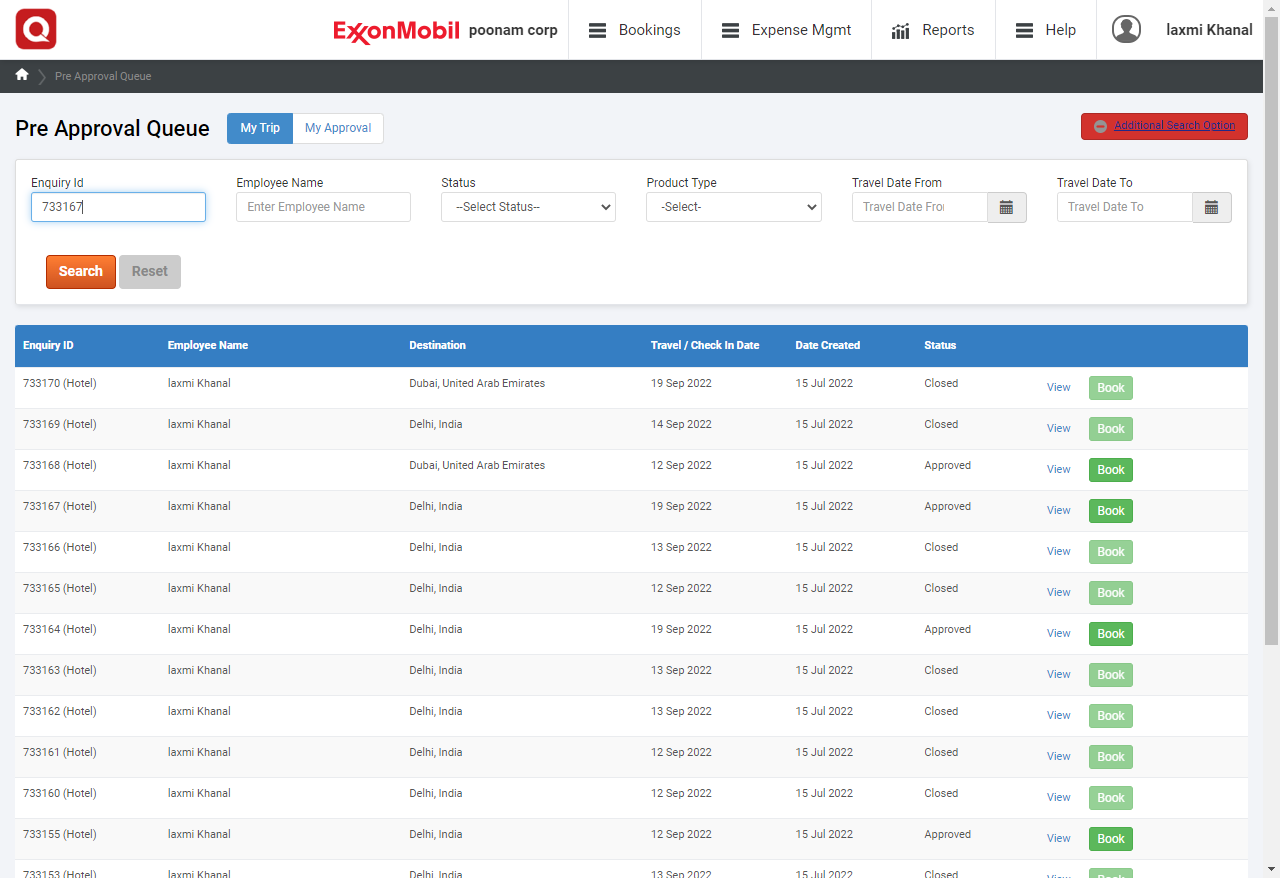 Q ExxonMobil poonam corp Bookings Expense Mgmt Reports Help laxmi Khanal
Pre Approval Queue
Pre Approval Queue My Trip My Approval Additional Search Option
Enquiry Id Employee Name Status Product Type Travel Date From Travel Date To
733167 Enter Employee Name --Select Status-- -Select- Travel Date Fro Travel Date To
Search Reset
Enquiry ID Employee Name Destination Travel / Check In Date Date Created Status
733170 (Hotel) laxmi Khanal Dubai, United Arab Emirates 19 Sep 2022 15 Jul 2022 Closed View Book
733169 (Hotel) laxmi Khanal Delhi, India 14 Sep 2022 15 Jul 2022 Closed View Book
733168 (Hotel) laxmi Khanal Dubai, United Arab Emirates 12 Sep 2022 15 Jul 2022 Approved View Book
733167 (Hotel) laxmi Khanal Delhi, India 19 Sep 2022 15 Jul 2022 Approved View Book
733166 (Hotel) laxmi Khanal Delhi, India 13 Sep 2022 15 Jul 2022 Closed View Book
733165 (Hotel) laxmi Khanal Delhi, India 12 Sep 2022 15 Jul 2022 Closed View Book
733164 (Hotel) laxmi Khanal Delhi, India 19 Sep 2022 15 Jul 2022 Approved View Book
733163 (Hotel) laxmi Khanal Delhi, India 13 Sep 2022 15 Jul 2022 Closed View Book
733162 (Hotel) laxmi Khanal Delhi, India 13 Sep 2022 15 Jul 2022 Closed View Book
733161 (Hotel) laxmi Khanal Delhi, India 12 Sep 2022 15 Jul 2022 Closed View Book
733160 (Hotel) laxmi Khanal Delhi, India 12 Sep 2022 15 Jul 2022 Closed View Book
733155 (Hotel) laxmi Khanal Delhi, India 12 Sep 2022 15 Jul 2022 Approved View Book
733153 (Hotel) laxmi Khanal Delhi, India 13 Sep 2022 15 Jul 2022 Closed View Book